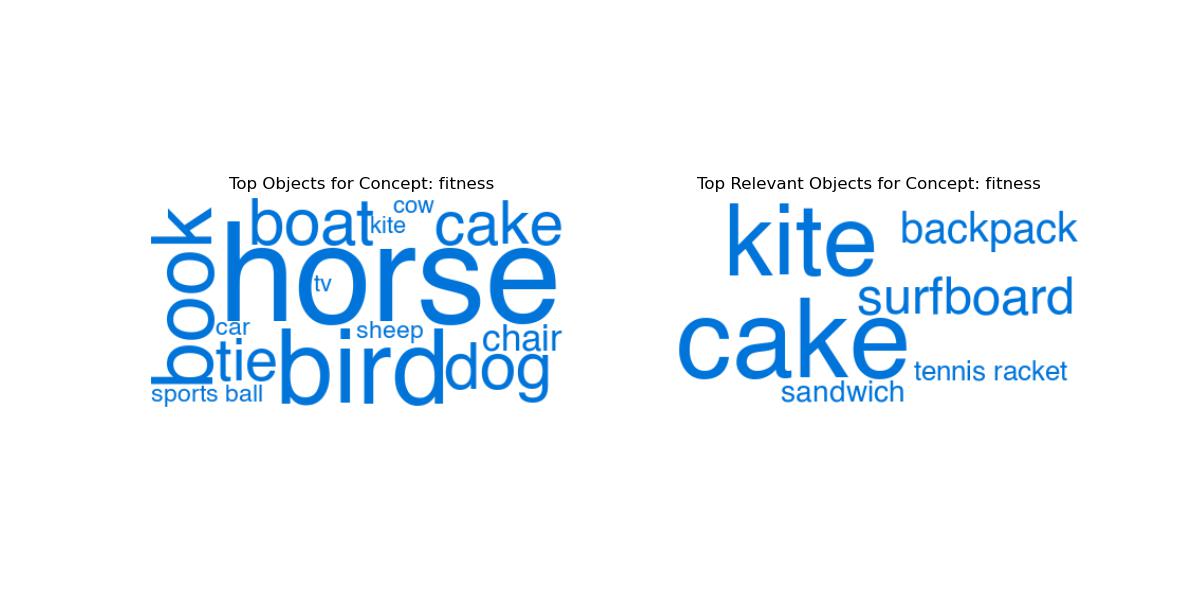 Top Objects for Concept: fitness
book
boat
kite
cow
cake
horse
tv
car
sheep
chair
tie
bird
dog
sports ball
Top Relevant Objects for Concept: fitness
kite
backpack
surfboard
cake
tennis racket
sandwich